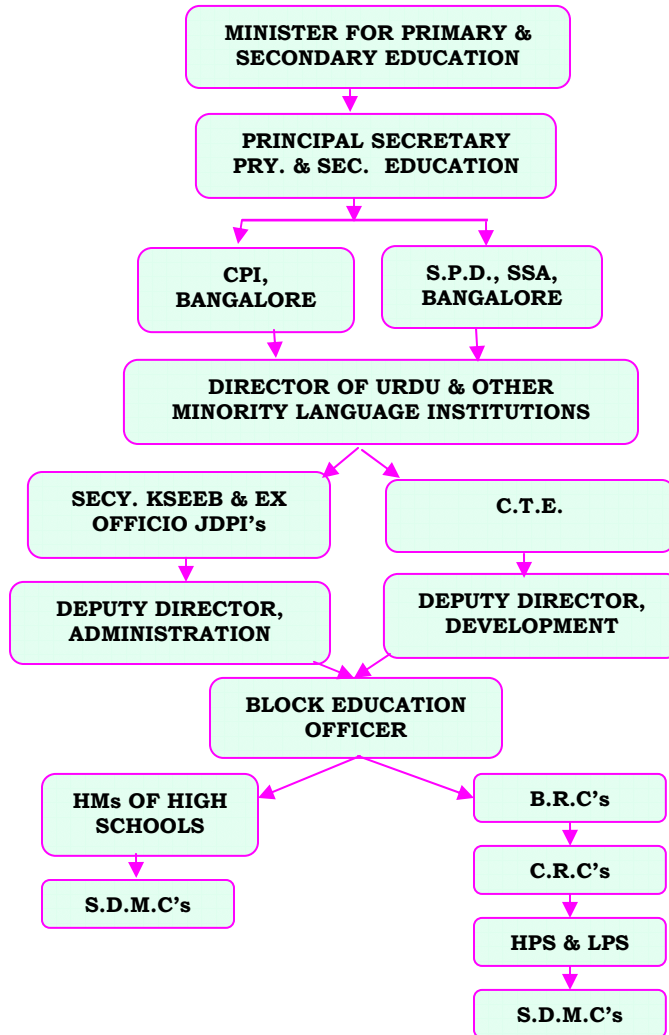 MINISTER FOR PRIMARY &
SECONDARY EDUCATION
PRINCIPAL SECRETARY
PRY. & SEC. EDUCATION
CPI,
BANGALORE
S.P.D., SSA,
BANGALORE
DIRECTOR OF URDU & OTHER
MINORITY LANGUAGE INSTITUTIONS
SECY. KSEEB & EX
OFFICIO JDPI’s
C.T.E.
DEPUTY DIRECTOR,
ADMINISTRATION
DEPUTY DIRECTOR,
DEVELOPMENT
BLOCK EDUCATION
OFFICER
HMs OF HIGH
SCHOOLS
S.D.M.C’s
B.R.C’s
C.R.C’s
HPS & LPS
S.D.M.C’s